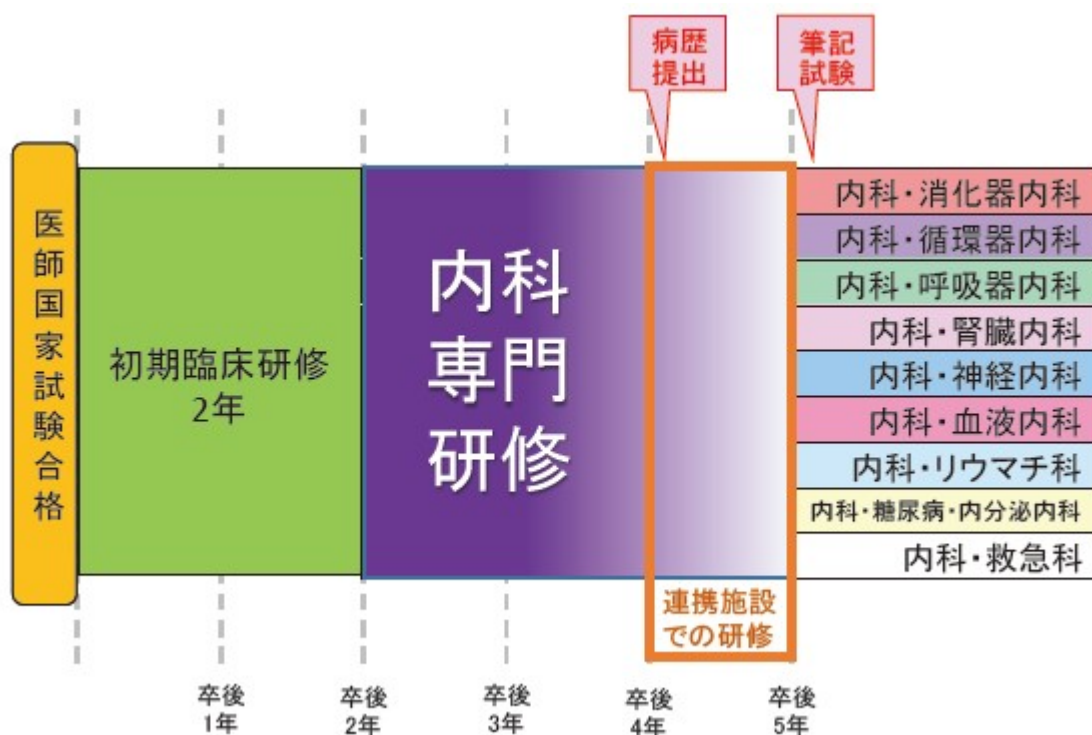 病歴
提出
筆記
試験
医師国家試験合格
初期臨床研修
2年
内科
専門
研修
連携施設
での研修
内科・消化器内科
内科・循環器内科
内科・呼吸器内科
内科・腎臓内科
内科・神経内科
内科・血液内科
内科・リウマチ科
内科・糖尿病・内分泌内科
内科・救急科
卒後
1年
卒後
2年
卒後
3年
卒後
4年
卒後
5年